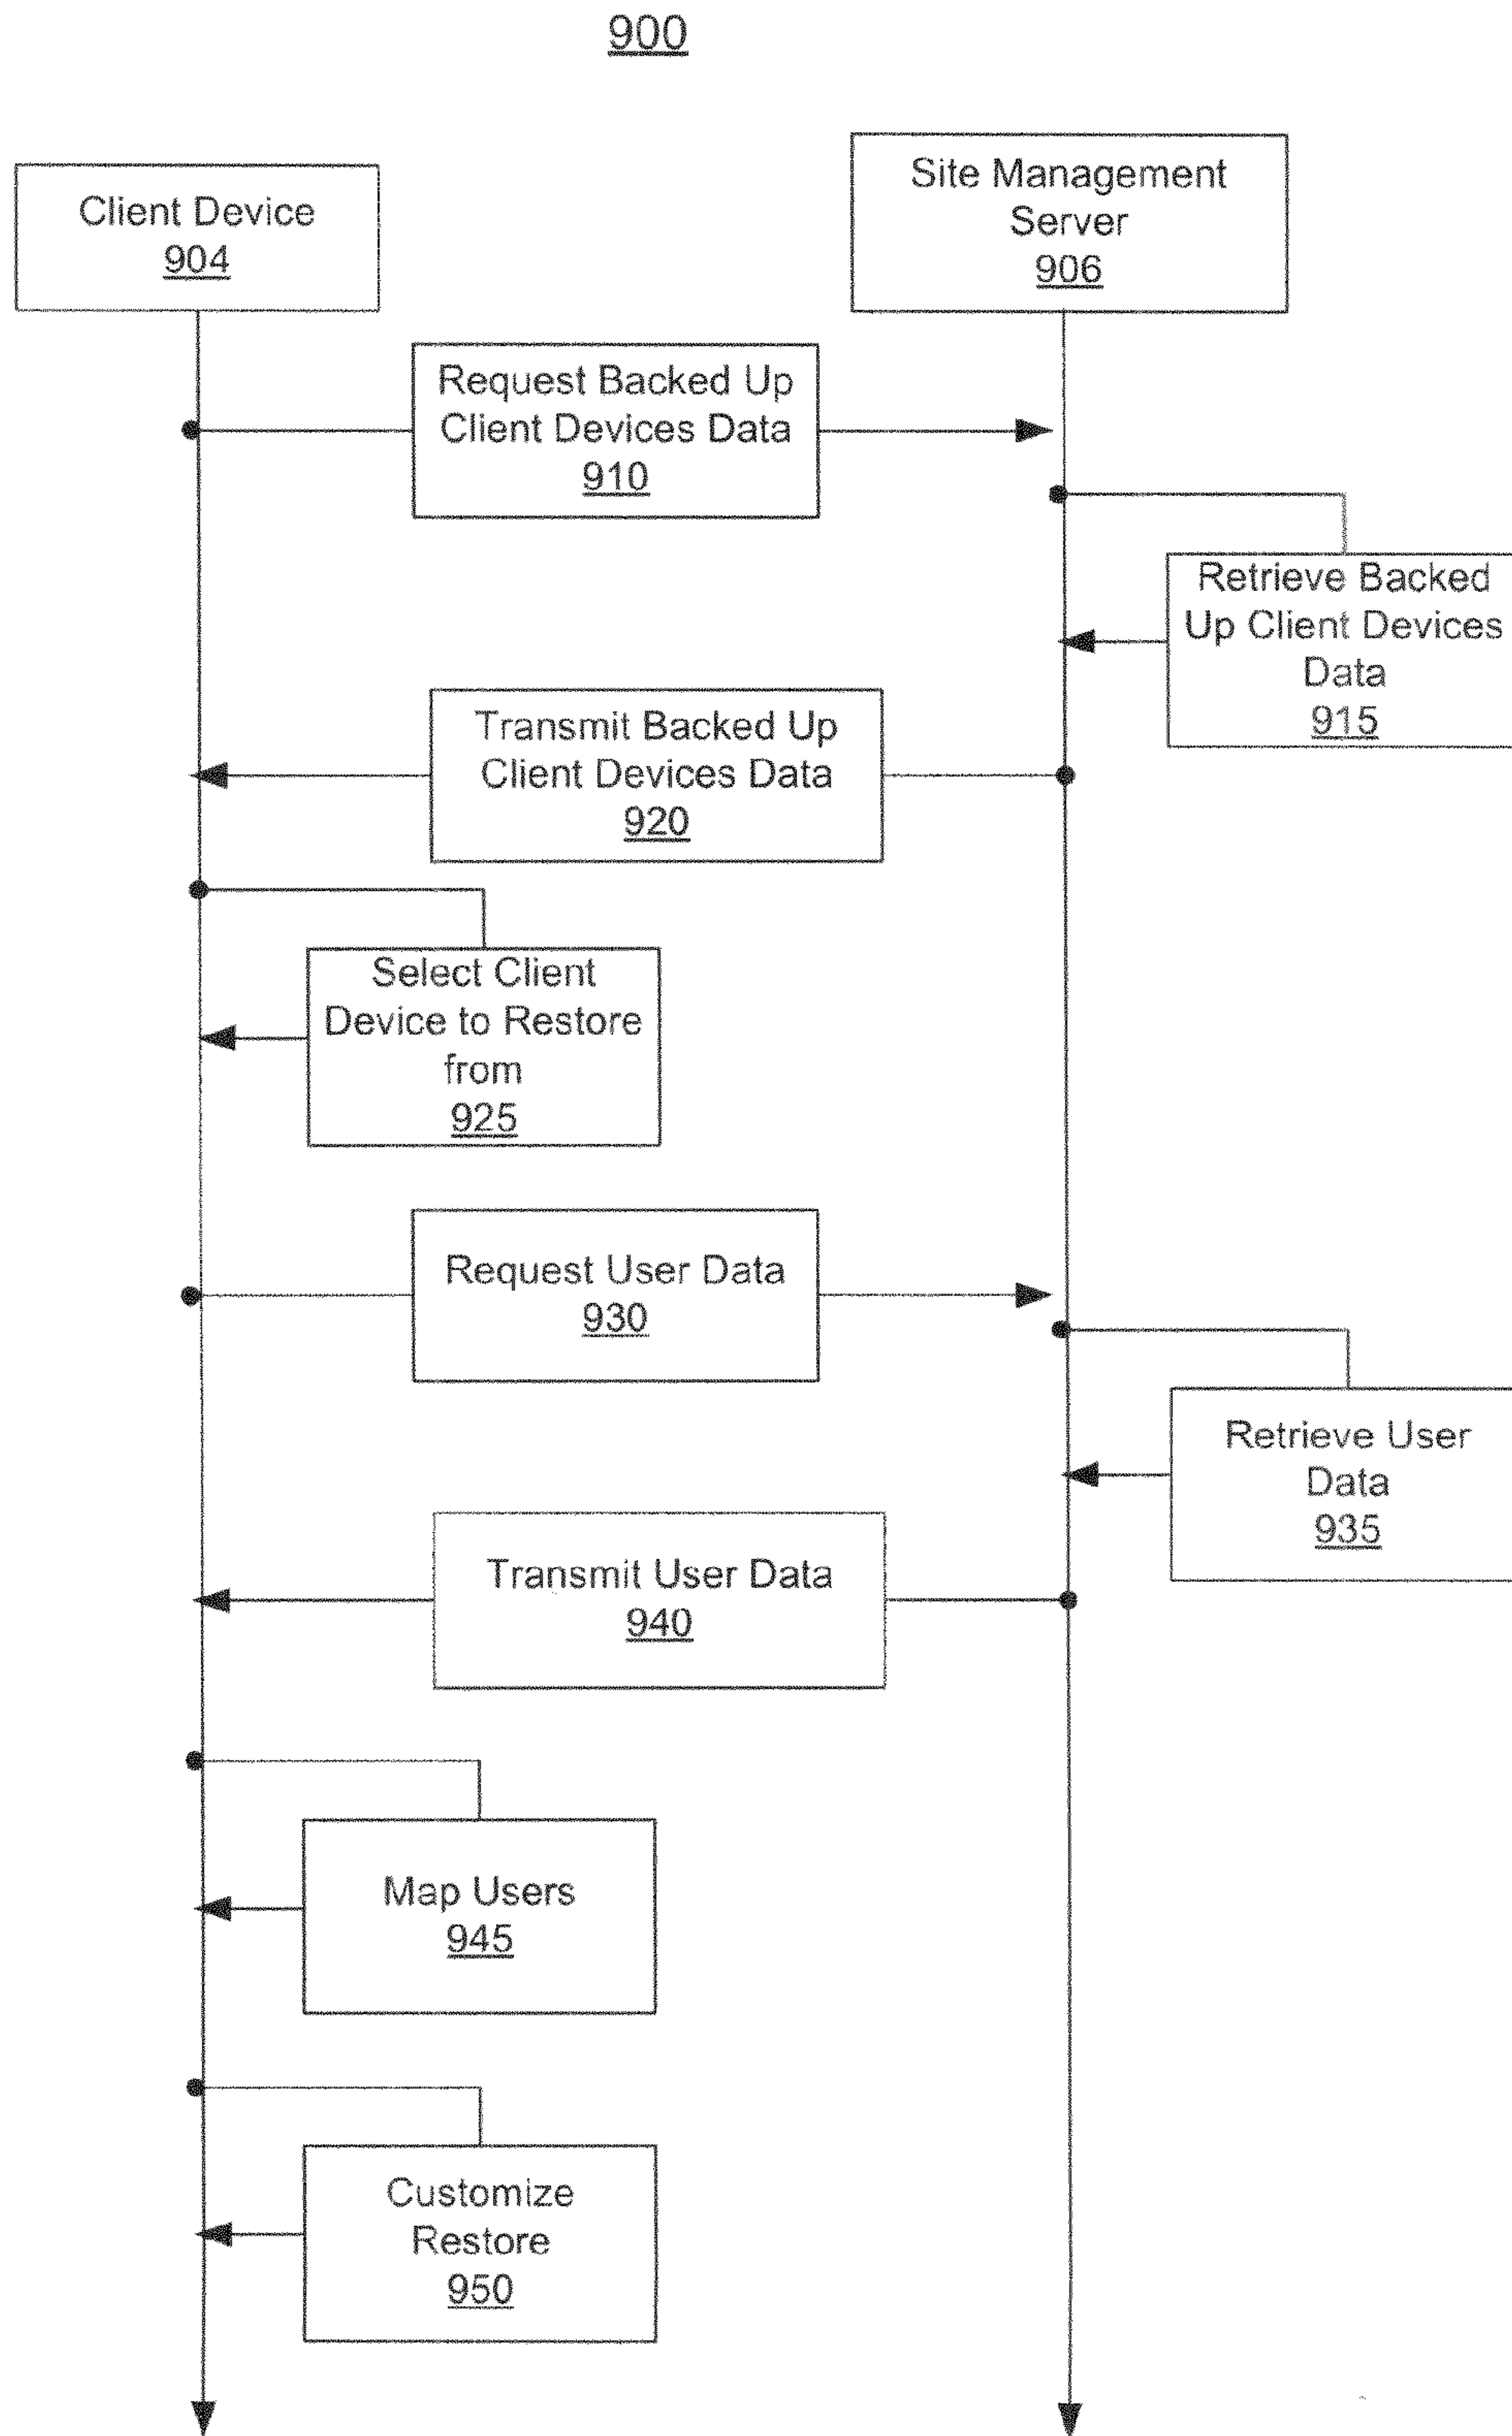 900
Client Device
904
Site Management
Server
906
Request Backed Up
Client Devices Data
910
Retrieve Backed
Up Client Devices
Data
915
Transmit Backed Up
Client Devices Data
920
Select Client
Device to Restore
from
925
Request User Data
930
Retrieve User
Data
935
Transmit User Data
940
Map Users
945
Customize
Restore
950